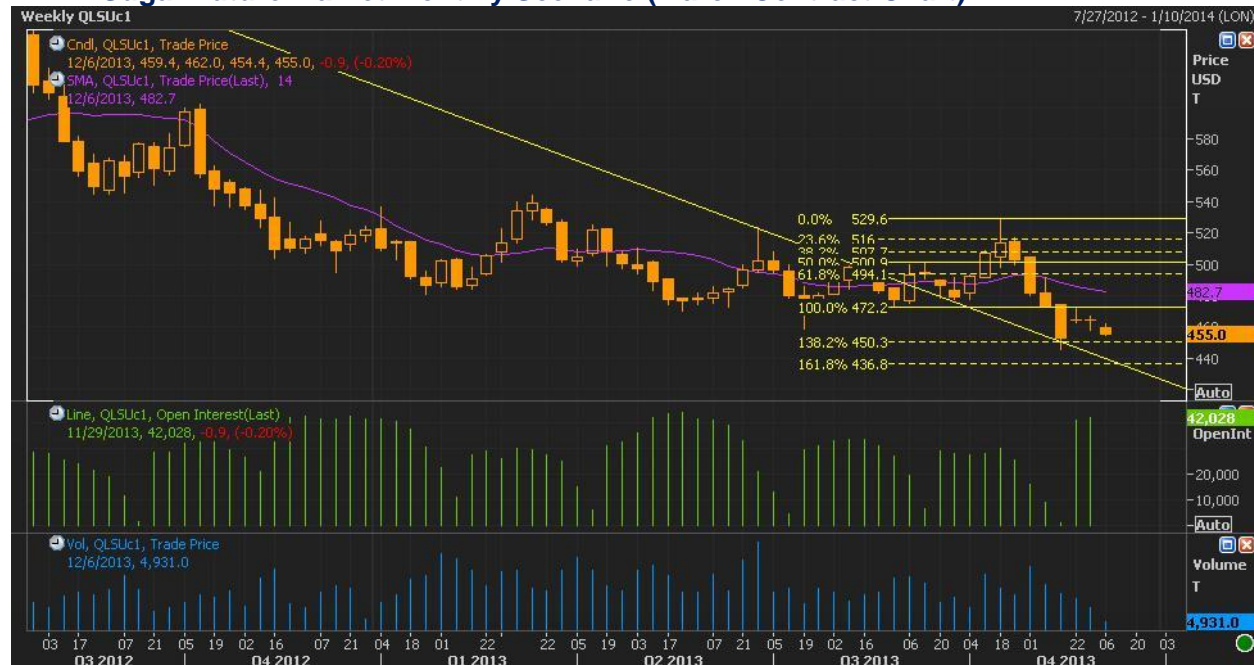 Weekly QLSUc1
7/27/2012 - 1/10/2014 (LON)
Cndl, QLSUc1, Trade Price
12/6/2013, 459.4, 462.0, 454.4, 455.0, -0.9, (-0.20%)
SMA, QLSUc1, Trade Price(Last), 14
12/6/2013, 482.7
Price
USD
T
580
560
540
520
500
482.7
460
455.0
440
Auto
0.0% 529.6
23.6% 516
38.2% 507.7
50.0% 500.9
61.8% 494.1
100.0% 472.2
138.2% 450.3
161.8% 436.8
Line, QLSUc1, Open Interest(Last)
11/29/2013, 42,028, -0.9, (-0.20%)
42,028
OpenInt
20,000
10,000
Auto
Vol, QLSUc1, Trade Price
12/6/2013, 4,931.0
Volume
T
4,931.0
03 17 07 21 05 19 02 16 07 21 04 18 01 22 22 05 19 03 17 07 21 05 19 02 16 06 20 04 18 01 22 06 20 03
Q3 2012 Q4 2012 Q1 2013 Q2 2013 Q3 2013 Q4 2013